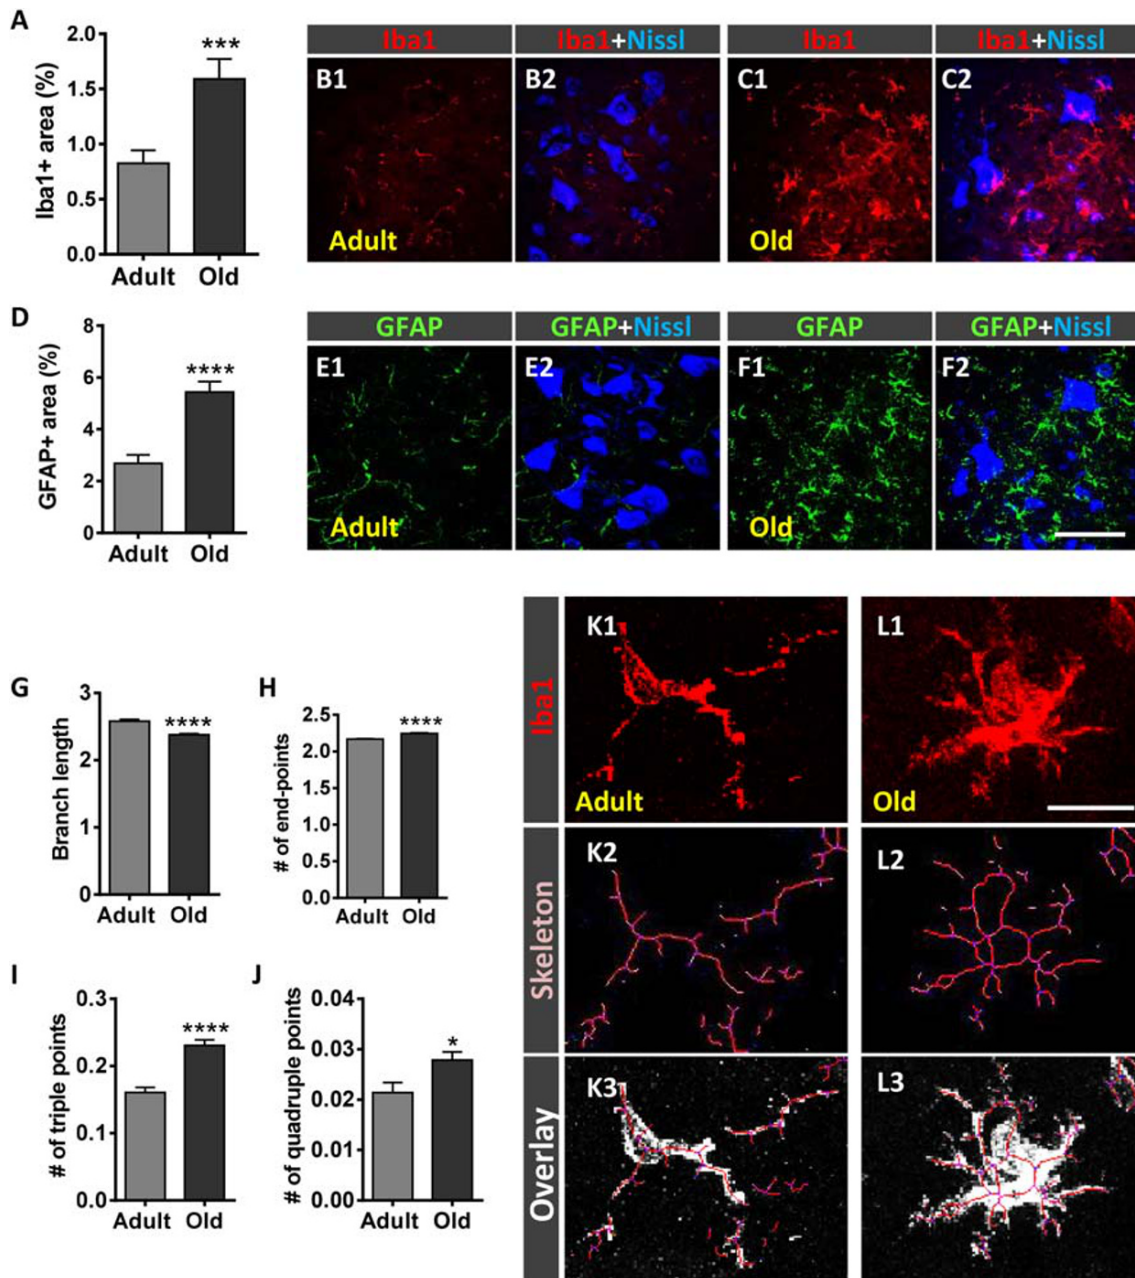 A
Iba1+ area (%)
2.0
1.5
1.0
0.5
0.0
***
Adult Old
Iba1 Iba1+Nissl Iba1 Iba1+Nissl
B1 B2 C1 C2
Adult Old
D
GFAP+ area (%)
8
6
4
2
0
****
Adult Old
GFAP GFAP+Nissl GFAP GFAP+Nissl
E1 E2 F1 F2
Adult Old
G
Branch length
3
2
1
0
****
Adult Old
H
# of end-points
2.5
2.0
1.5
1.0
0.5
0.0
****
Adult Old
I
# of triple points
0.3
0.2
0.1
0.0
****
Adult Old
J
# of quadruple points
0.04
0.03
0.02
0.01
0.00
*
Adult Old
Iba1
K1 L1
Adult Old
Skeleton
K2 L2
Overlay
K3 L3